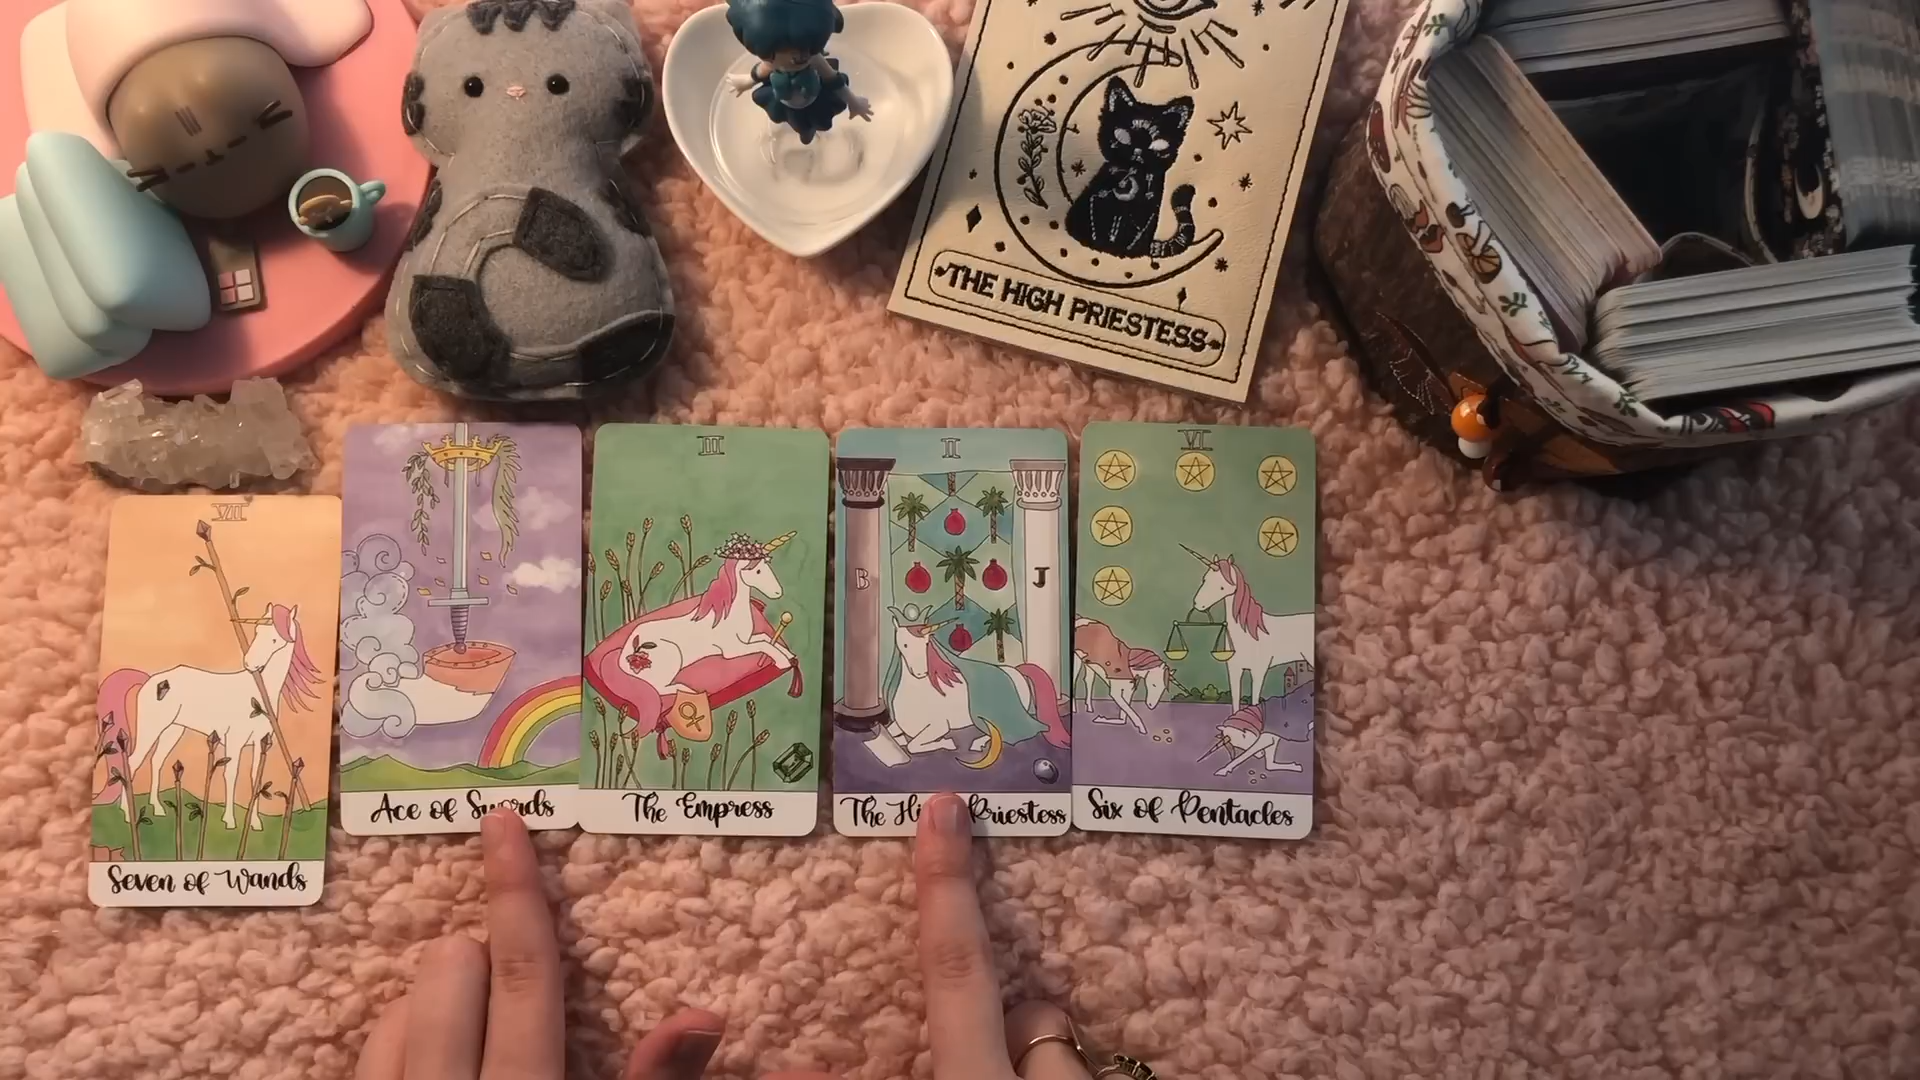 THE HIGH PRIESTESS
VII
Seven of Wands
Ace of Swords
III
The Empress
II
B
J
The High Priestess
VI
Six of Pentacles